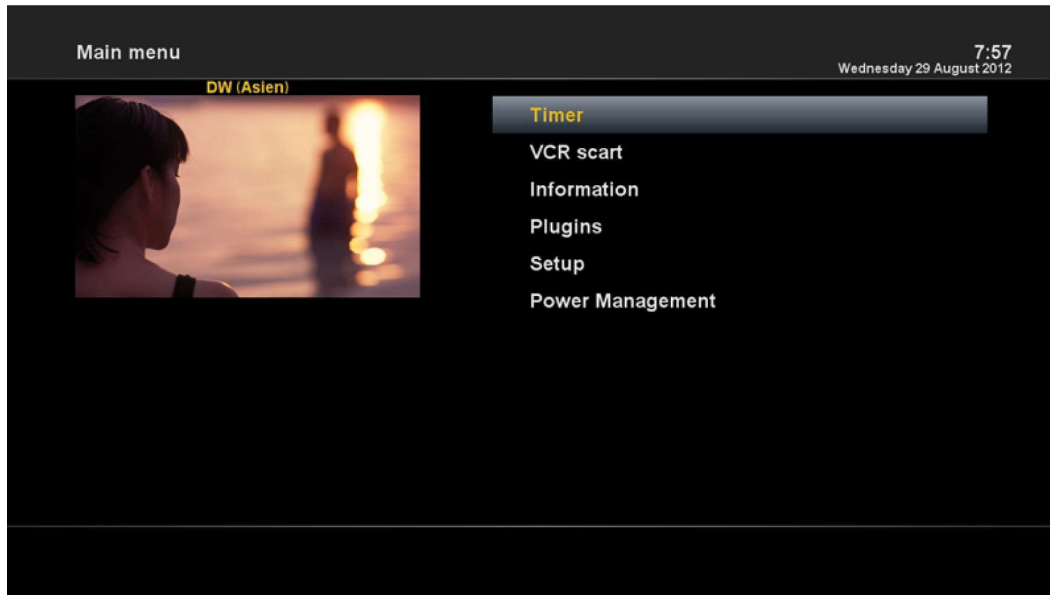 Main menu
7:57
Wednesday 29 August 2012
DW (Asien)
Timer
VCR scart
Information
Plugins
Setup
Power Management